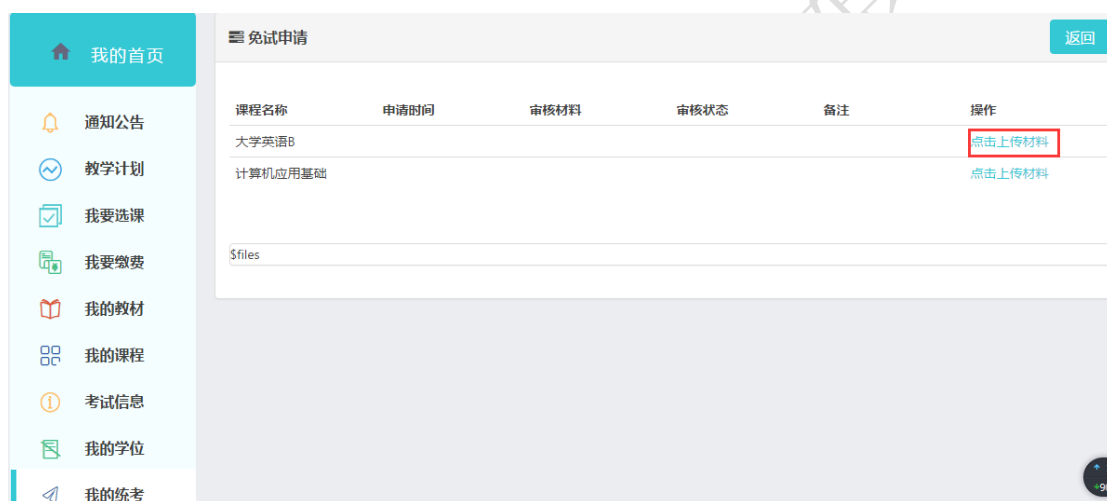 我的首页
免试申请
返回
课程名称 申请时间 审核材料 审核状态 备注 操作
大学英语B 点击上传材料
计算机应用基础 点击上传材料
$files
通知公告
教学计划
我要选课
我要缴费
我的教材
我的课程
考试信息
我的学位
我的统考